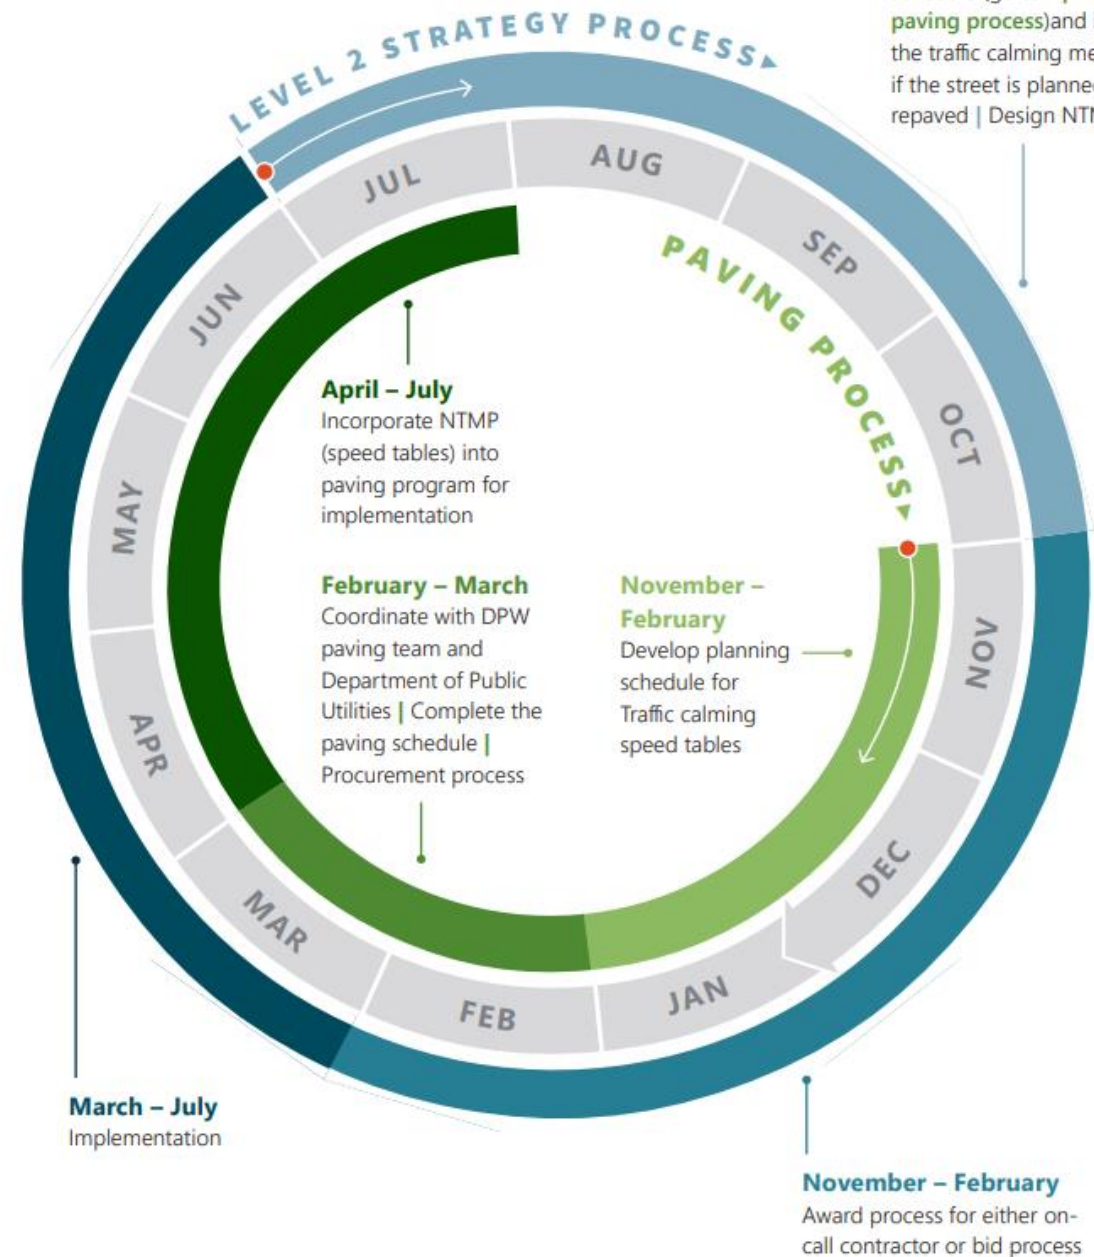 paving process)and
the traffic calming
if the street is
repaved | Design
LEVEL 2 STRATEGY PROCESS▸
JUL
AUG
SEP
OCT
NOV
DEC
JAN
FEB
MAR
APR
MAY
JUN
PAVING PROCESS▸
April – July
Incorporate NTMP
(speed tables) into
paving program for
implementation
February – March
Coordinate with DPW
paving team and
Department of Public
Utilities | Complete the
paving schedule |
Procurement process
November –
February
Develop planning
schedule for
Traffic calming
speed tables
March – July
Implementation
November – February
Award process for either on-
call contractor or bid process